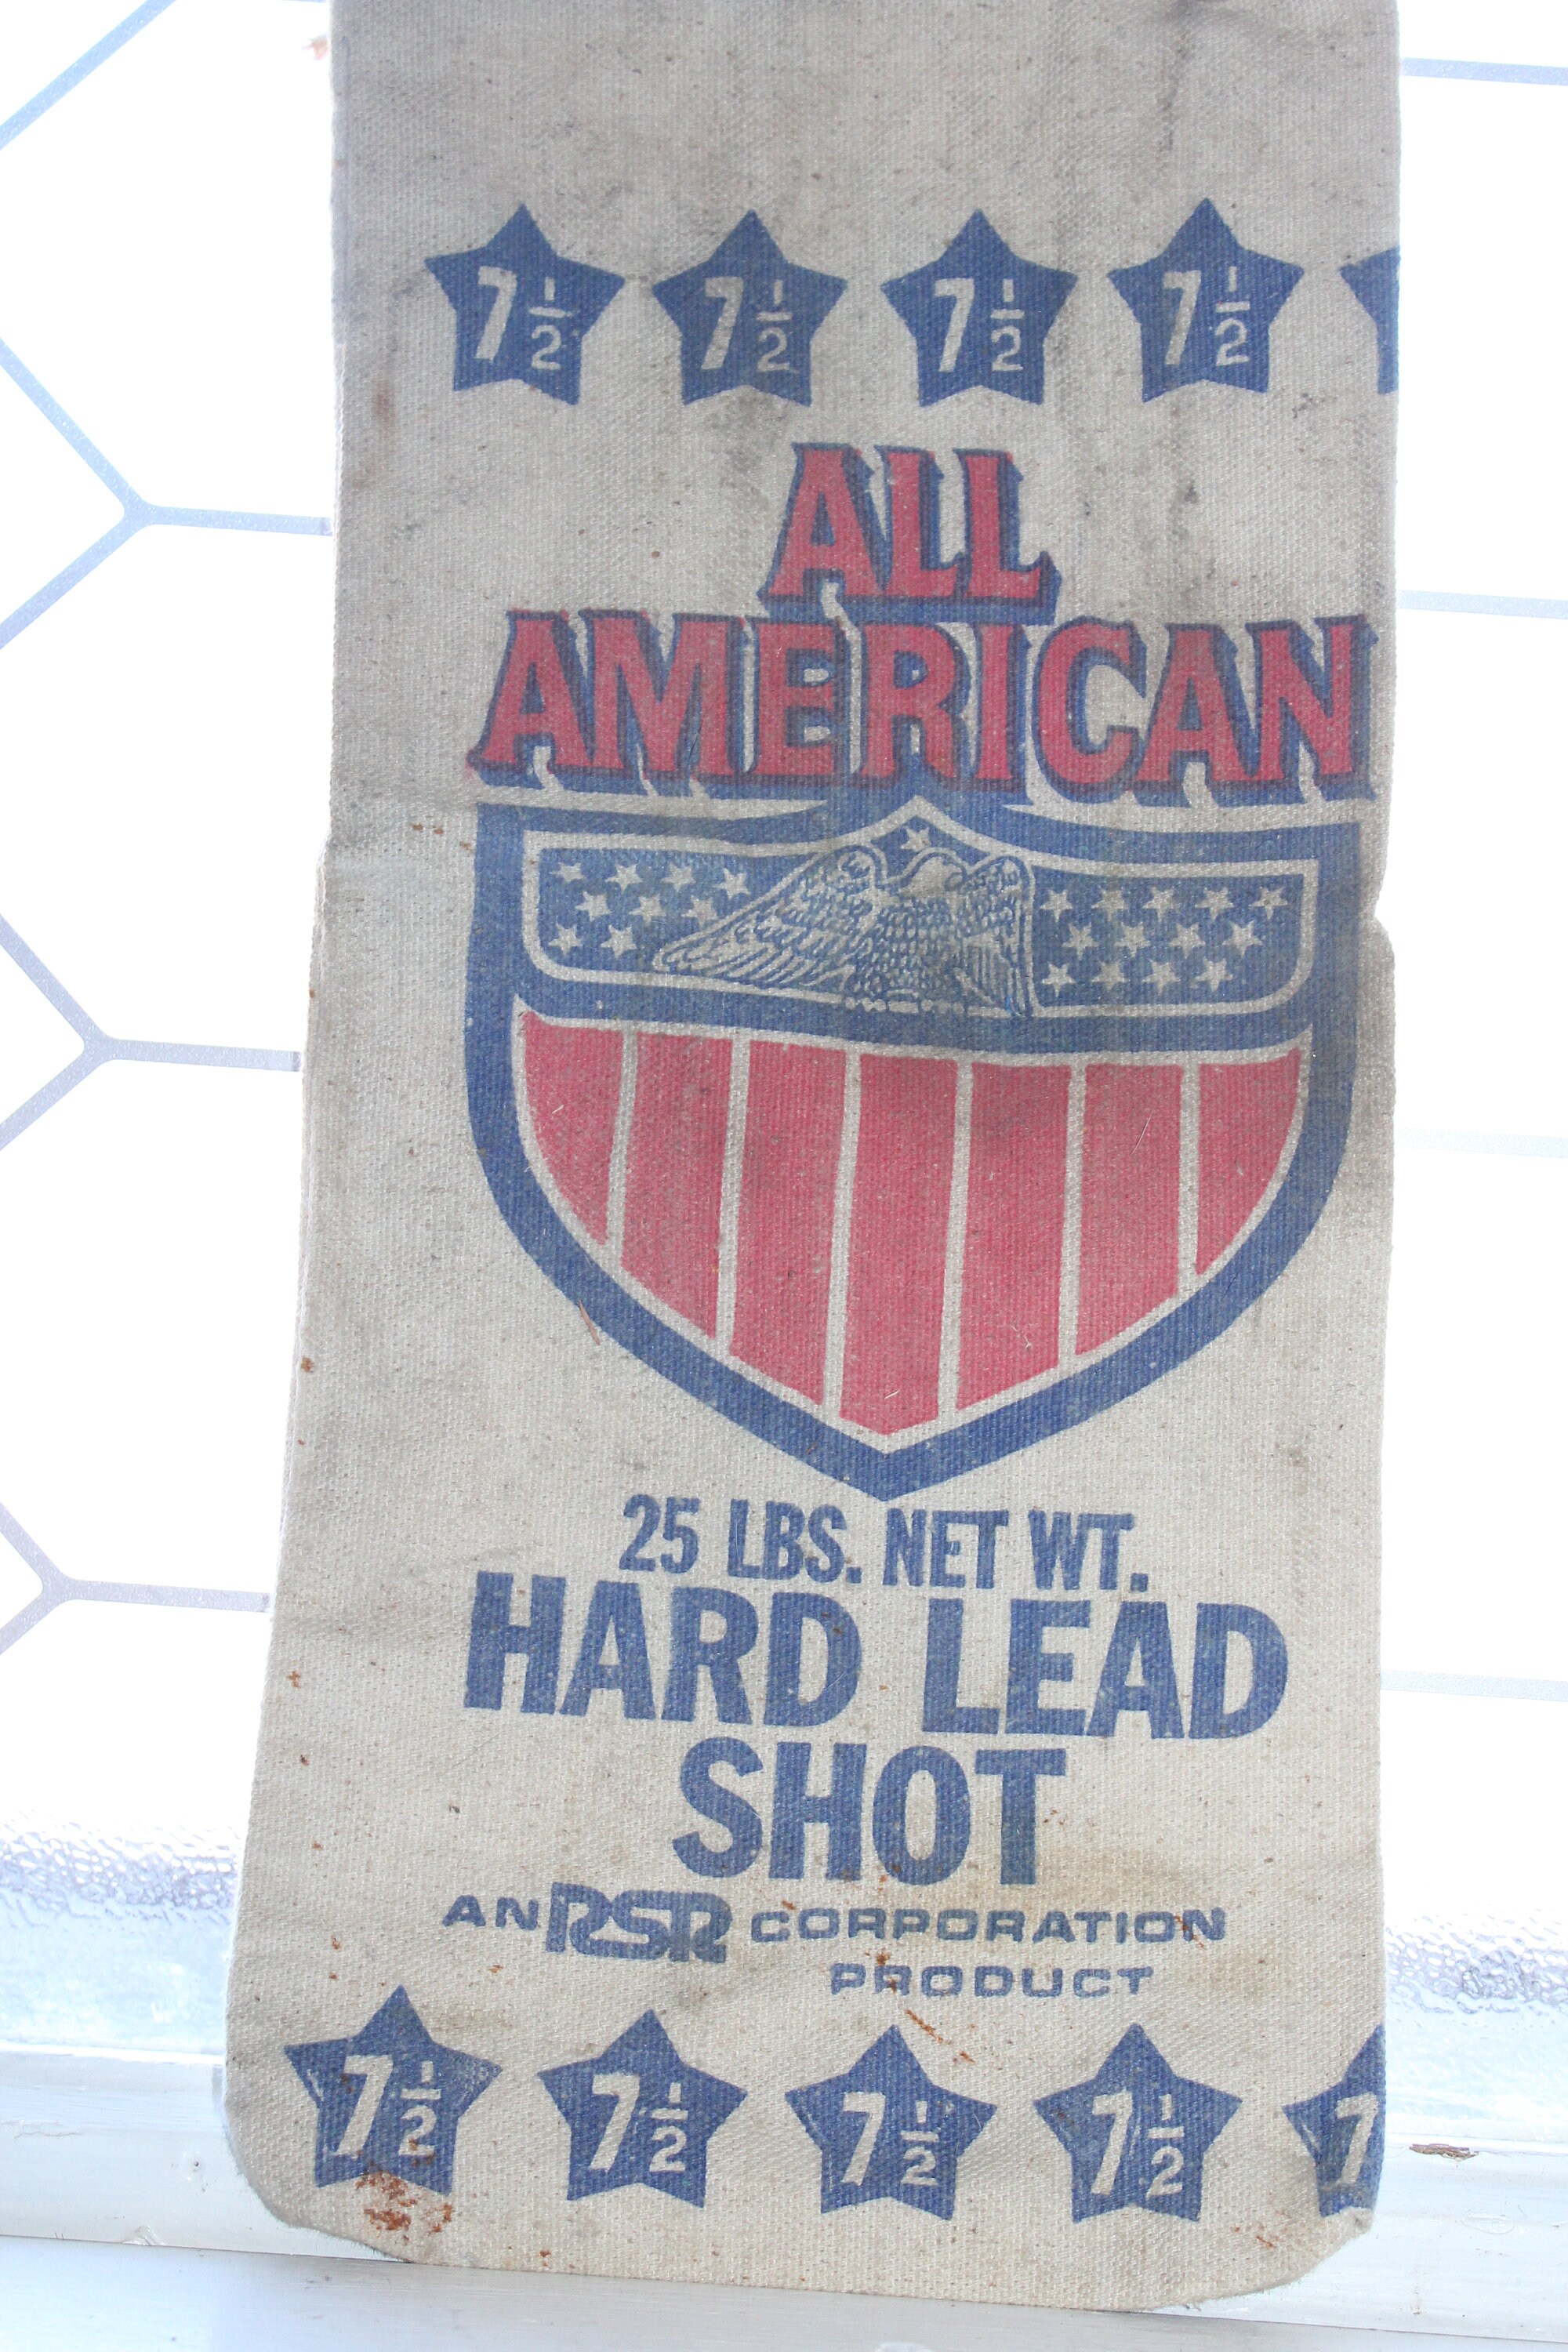 7½ 7½ 7½ 7½
ALL
AMERICAN
25 LBS. NET WT.
HARD LEAD
SHOT
AN RSR CORPORATION
PRODUCT
7½ 7½ 7½ 7½ 7